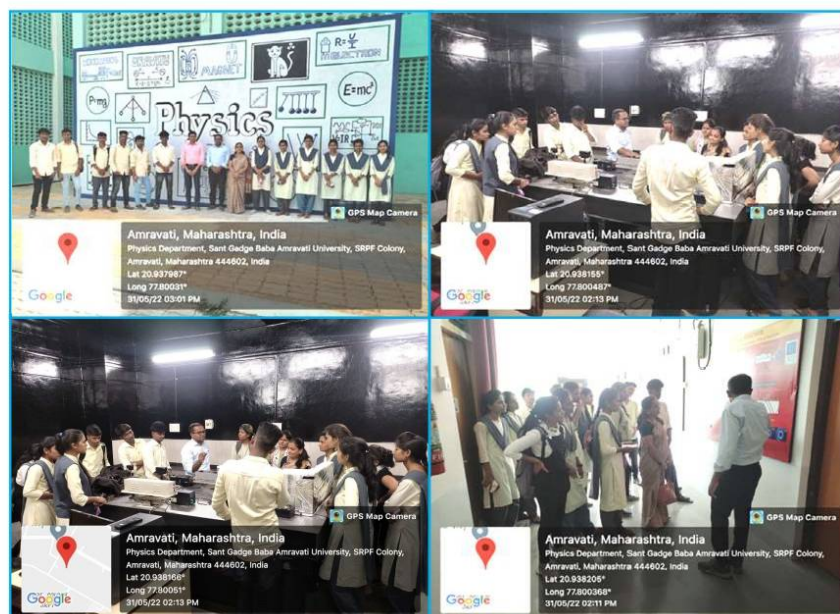 MAGNET
R=V/I
ELECTRON
P=mg
E=mc²
Physics
GPS Map Camera
Amravati, Maharashtra, India
Physics Department, Sant Gadge Baba Amravati University, SRPF Colony,
Amravati, Maharashtra 444602, India
Lat 20.937987°
Long 77.80031°
31/05/22 03:01 PM
Google
GPS Map Camera
Amravati, Maharashtra, India
Physics Department, Sant Gadge Baba Amravati University, SRPF Colony,
Amravati, Maharashtra 444602, India
Lat 20.938155°
Long 77.800487°
31/05/22 02:13 PM
Google
GPS Map Camera
Amravati, Maharashtra, India
Physics Department, Sant Gadge Baba Amravati University, SRPF Colony,
Amravati, Maharashtra 444602, India
Lat 20.938166°
Long 77.80051°
31/05/22 02:13 PM
Google
GPS Map Camera
Amravati, Maharashtra, India
Physics Department, Sant Gadge Baba Amravati University, SRPF Colony,
Amravati, Maharashtra 444602, India
Lat 20.938205°
Long 77.800368°
31/05/22 02:11 PM
Google